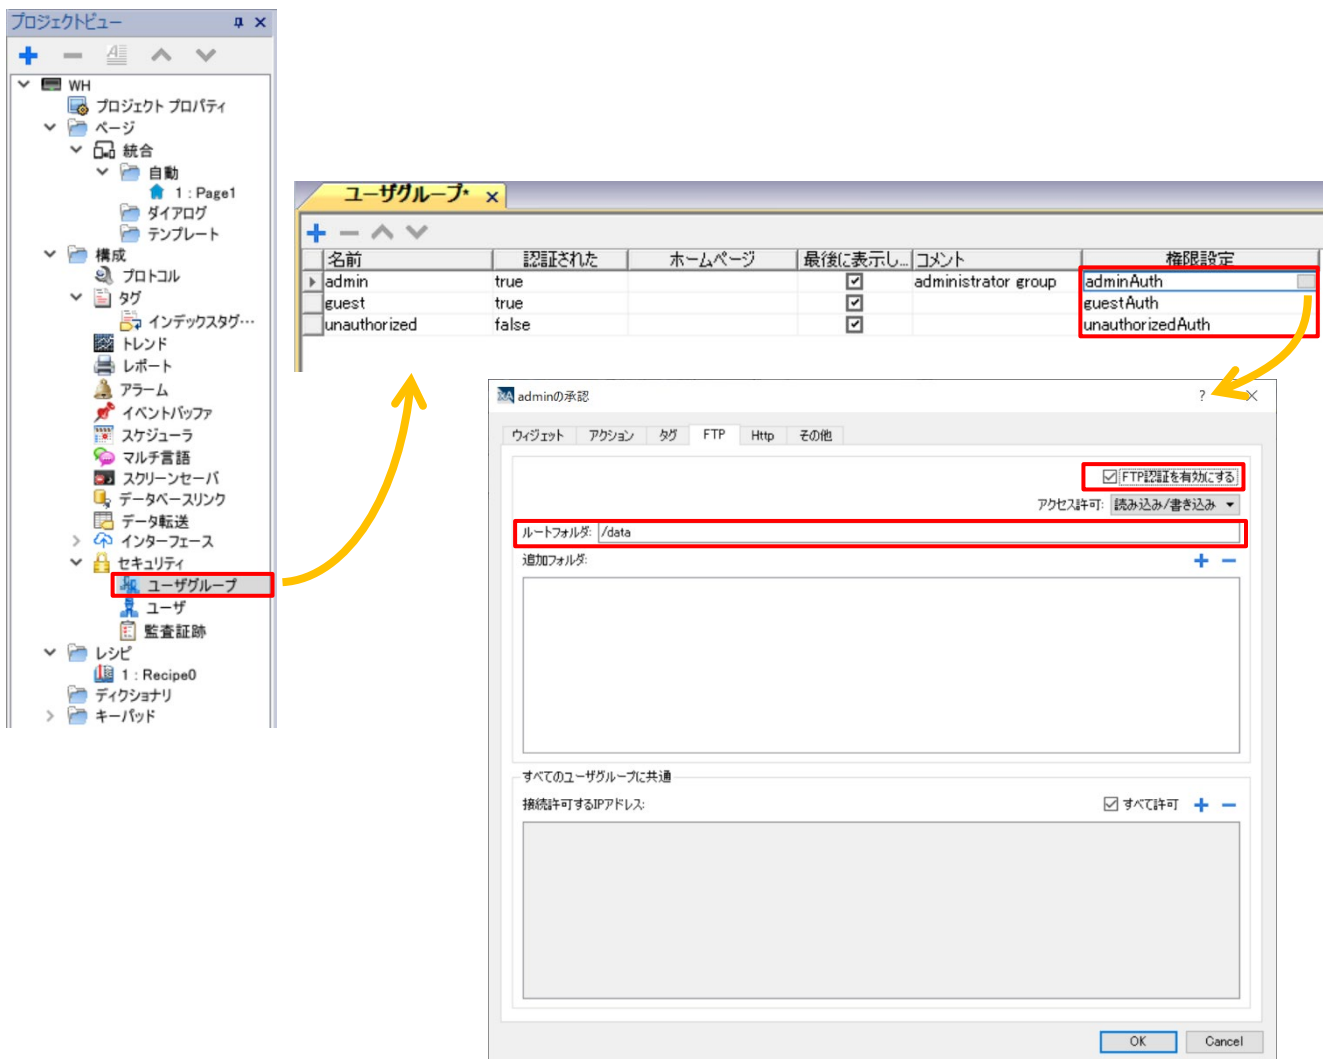 プロジェクトビュー
WH
プロジェクト プロパティ
ページ
統合
自動
1 : Page1
ダイアログ
テンプレート
構成
プロトコル
タグ
インデックスタグ…
トレンド
レポート
アラーム
イベントバッファ
スケジューラ
マルチ言語
スクリーンセーバ
データベースリンク
データ転送
インターフェース
セキュリティ
ユーザグループ
ユーザ
監査証跡
レシピ
1 : Recipe0
ディクショナリ
キーパッド
ユーザグループ*
名前 認証された ホームページ 最後に表示し... コメント 権限設定
admin true administrator group adminAuth
guest true guestAuth
unauthorized false unauthorizedAuth
adminの承認
ウィジェット アクション タグ FTP Http その他
FTP認証を有効にする
アクセス許可: 読み込み/書き込み
ルートフォルダ: /data
追加フォルダ:
すべてのユーザグループに共通
接続許可するIPアドレス: すべて許可
OK Cancel